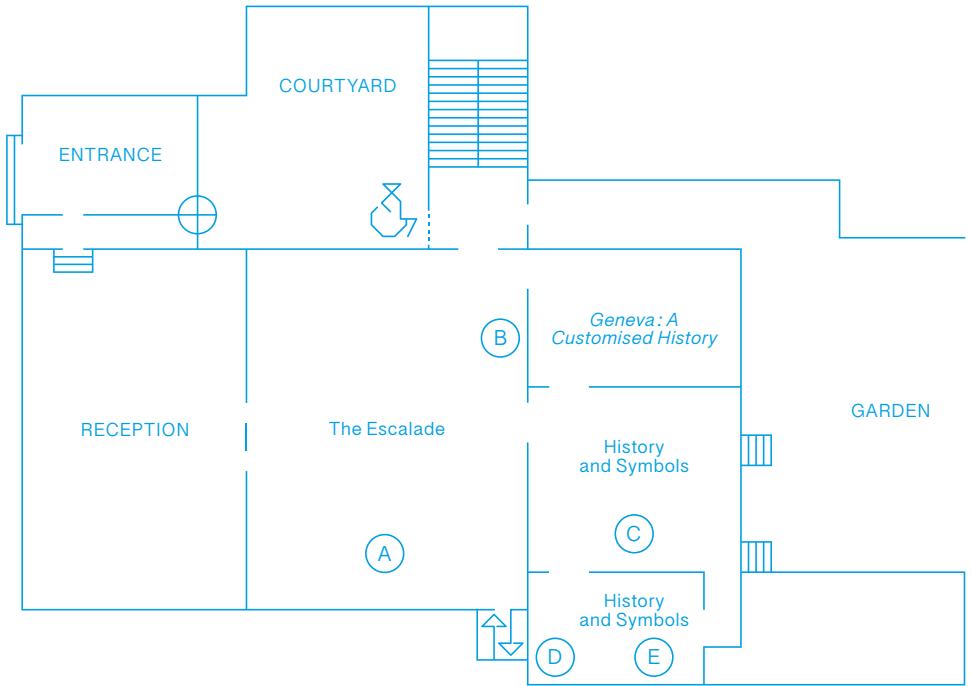 COURTYARD
ENTRANCE
Geneva: A
Customised History
B
GARDEN
RECEPTION
The Escalade
History
and Symbols
C
A
History
and Symbols
D
E